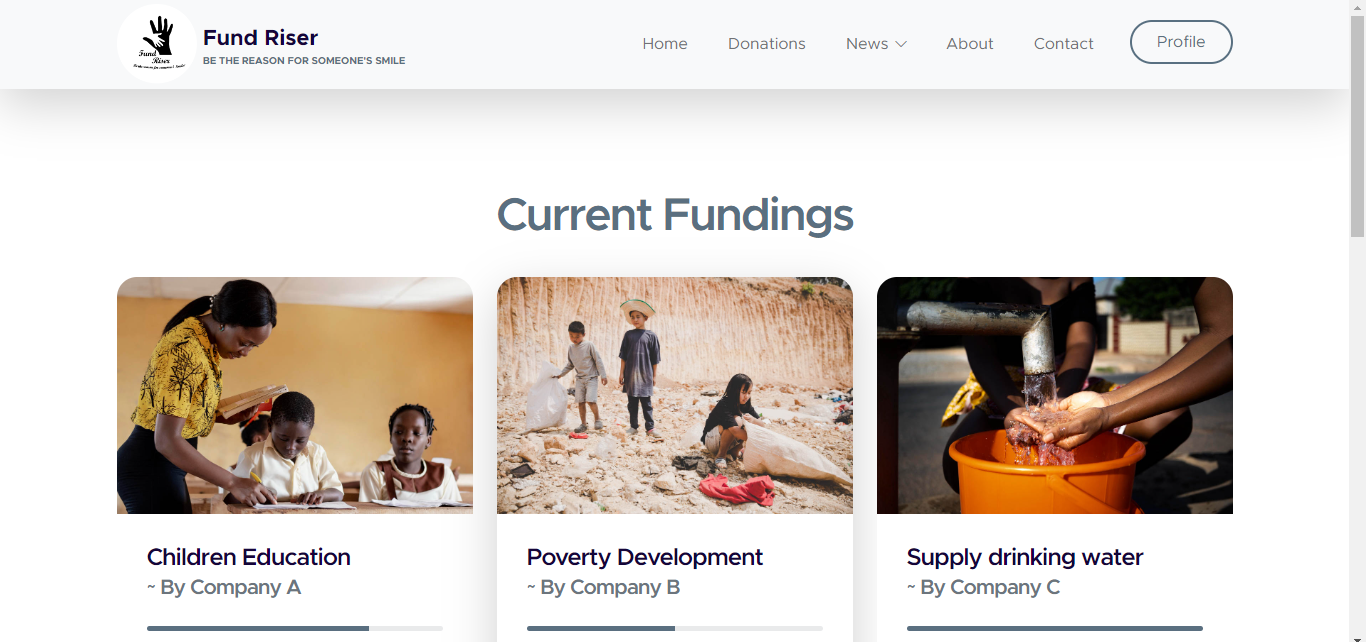 Fund
Riser
Fund Riser
BE THE REASON FOR SOMEONE'S SMILE
Home
Donations
News
About
Contact
Profile
Current Fundings
Children Education
~ By Company A
Poverty Development
~ By Company B
Supply drinking water
~ By Company C